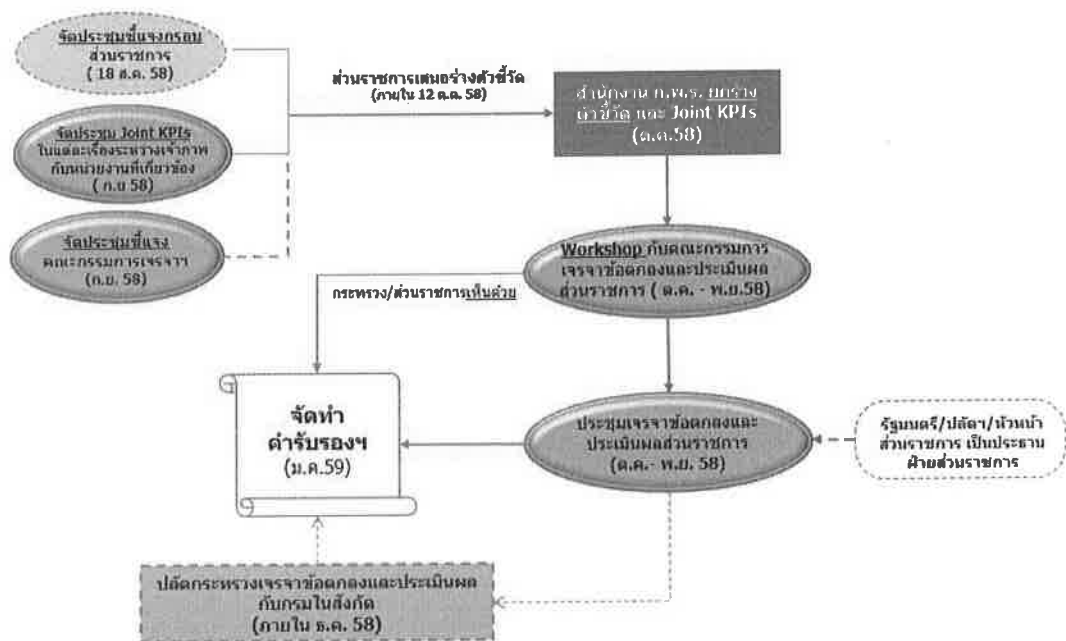 จัดประชุมชี้แจงกรอบ
ส่วนราชการ
( 18 ส.ค. 58)
ส่วนราชการเสนอร่างตัวชี้วัด
(ภายใน 12 ต.ค. 58)
สำนักงาน ก.พ.ร. ยกร่าง
ตัวชี้วัด และ Joint KPIs
(ต.ค.58)
จัดประชุม Joint KPIs
ในแต่ละเรื่องระหว่างเจ้าภาพ
กับหน่วยงานที่เกี่ยวข้อง
( ก.ย 58)
จัดประชุมชี้แจง
คณะกรรมการเจรจาฯ
(ก.ย. 58)
Workshop กับคณะกรรมการ
เจรจาข้อตกลงและประเมินผล
ส่วนราชการ ( ต.ค. - พ.ย.58)
กระทรวง/ส่วนราชการเห็นด้วย
จัดทำ
คำรับรองฯ
(ม.ค.59)
ประชุมเจรจาข้อตกลงและ
ประเมินผลส่วนราชการ
(ต.ค.- พ.ย. 58)
รัฐมนตรี/ปลัดฯ/หัวหน้า
ส่วนราชการ เป็นประธาน
ฝ่ายส่วนราชการ
ปลัดกระทรวงเจรจาข้อตกลงและประเมินผล
กับกรมในสังกัด
(ภายใน ธ.ค. 58)